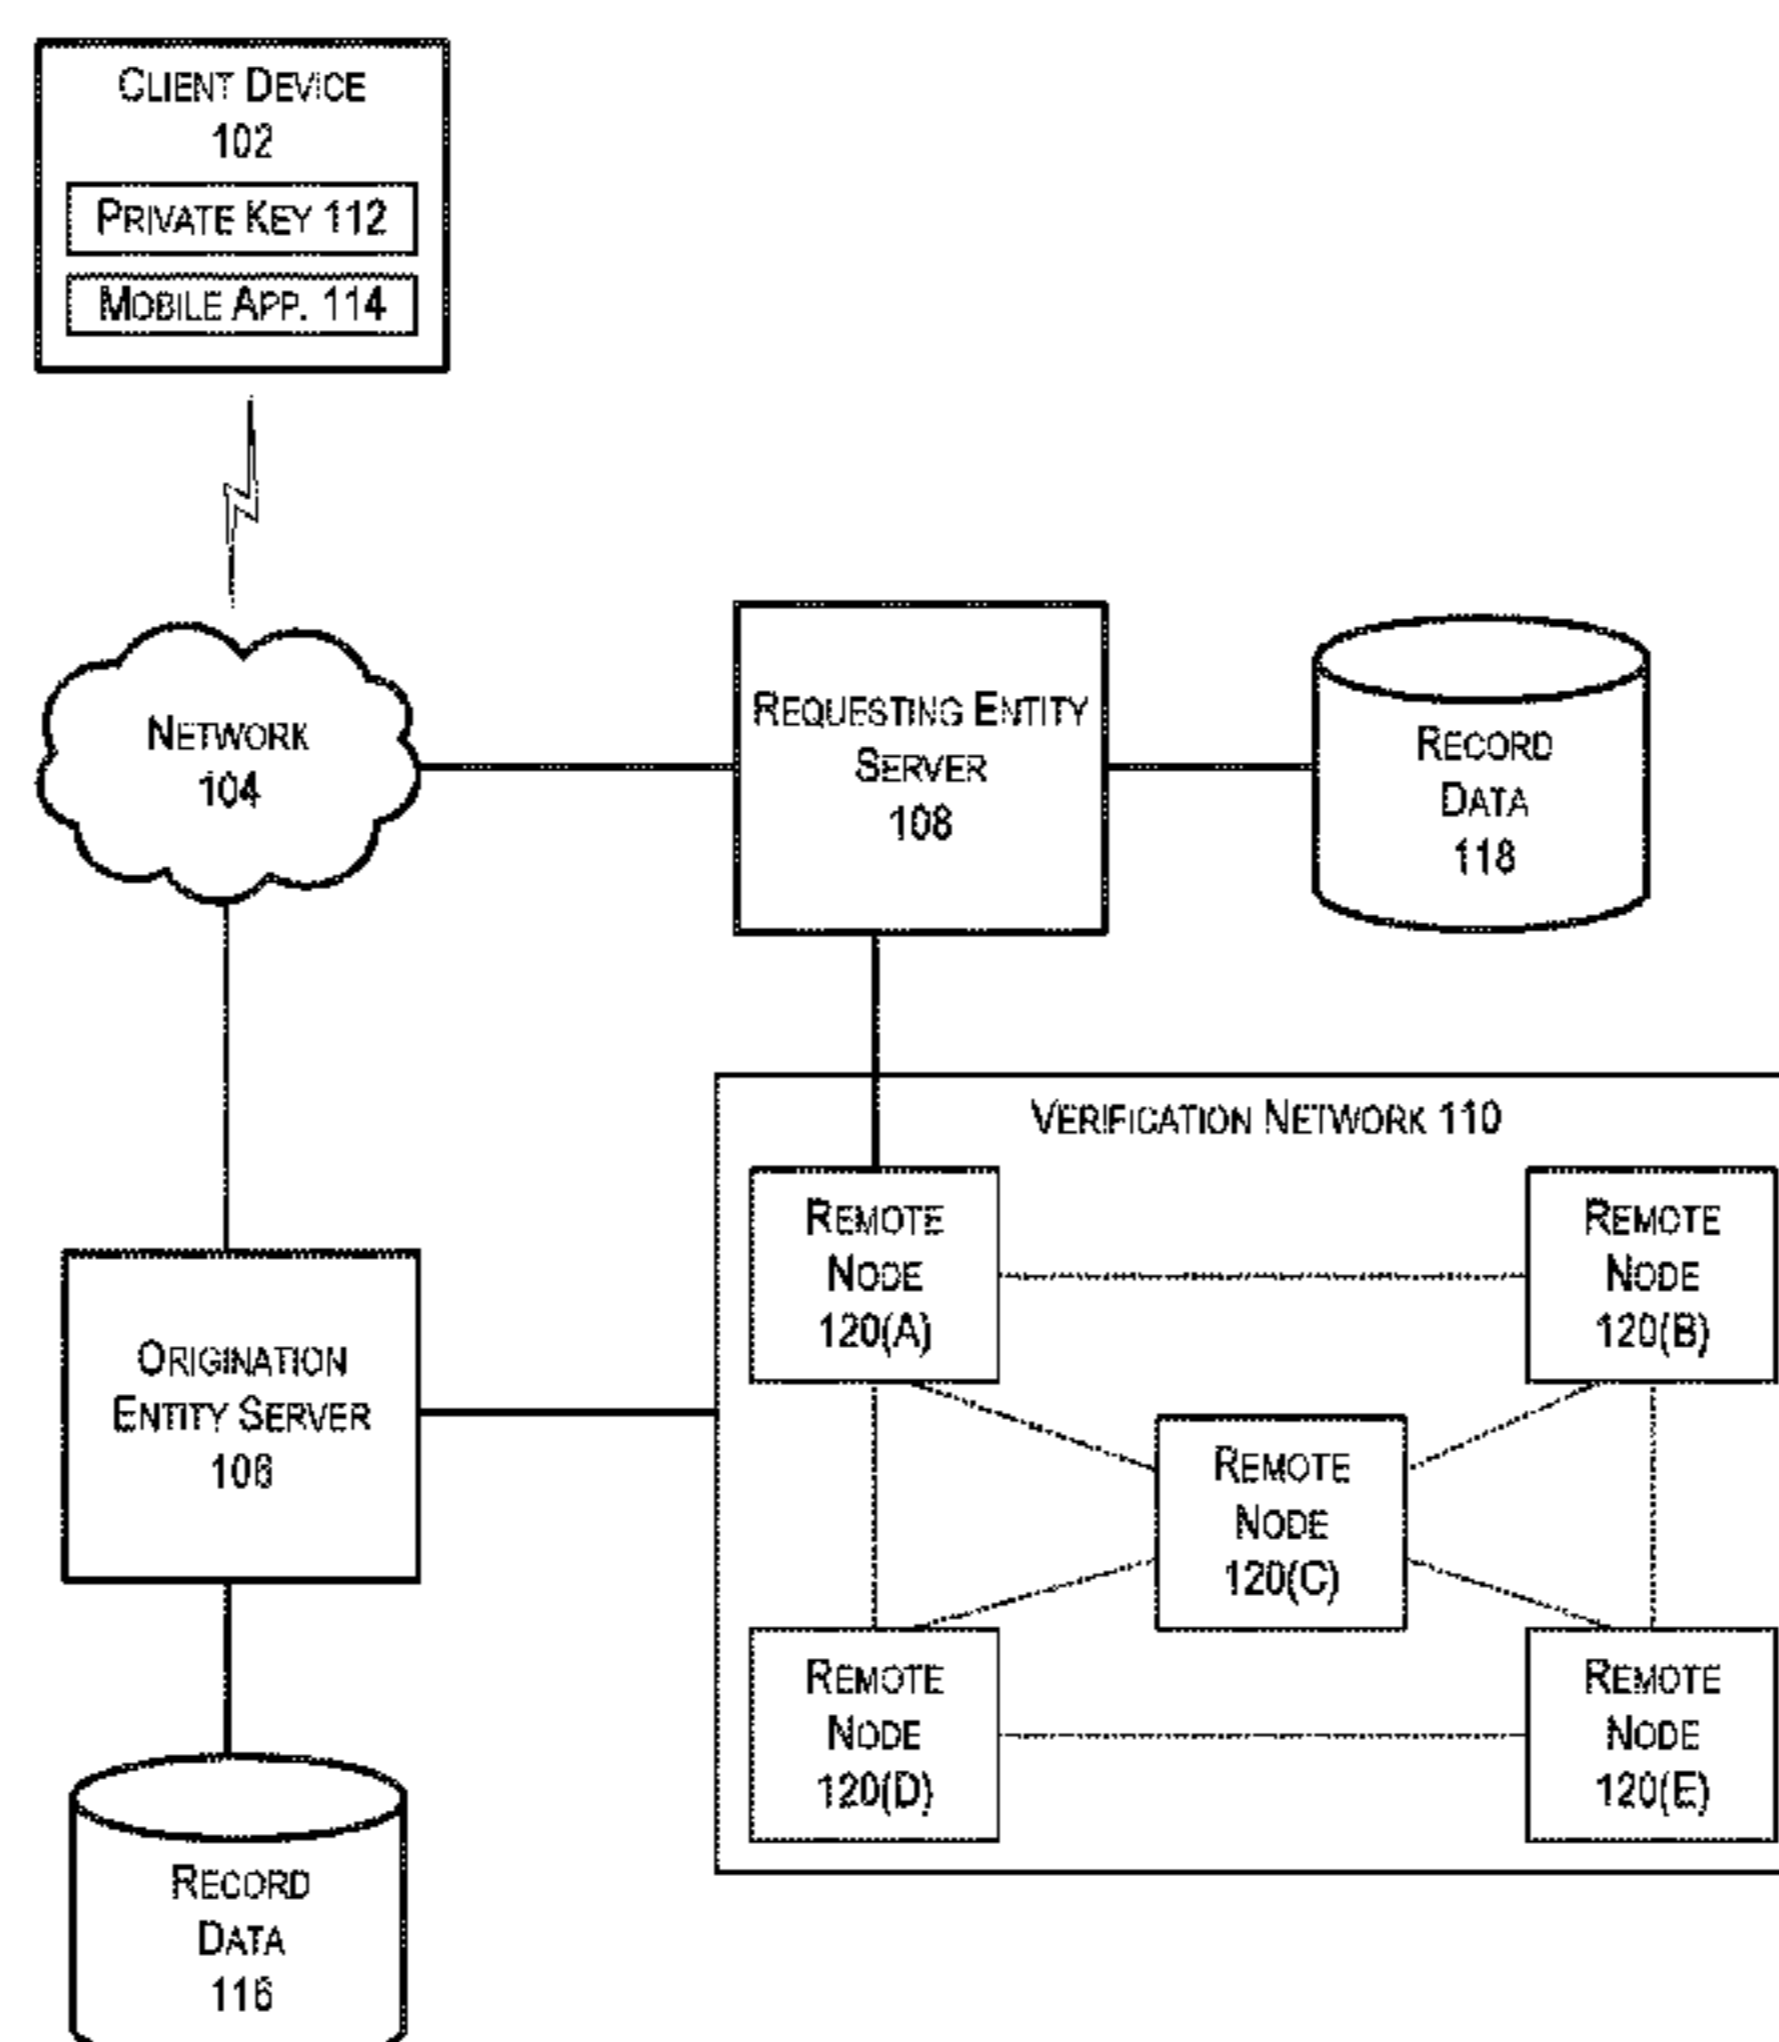 CLIENT DEVICE
102
PRIVATE KEY 112
MOBILE APP. 114
NETWORK
104
REQUESTING ENTITY
SERVER
108
RECORD
DATA
118
VERIFICATION NETWORK 110
REMOTE
NODE
120(A)
REMOTE
NODE
120(B)
ORIGINATION
ENTITY SERVER
106
REMOTE
NODE
120(C)
REMOTE
NODE
120(D)
REMOTE
NODE
120(E)
RECORD
DATA
116